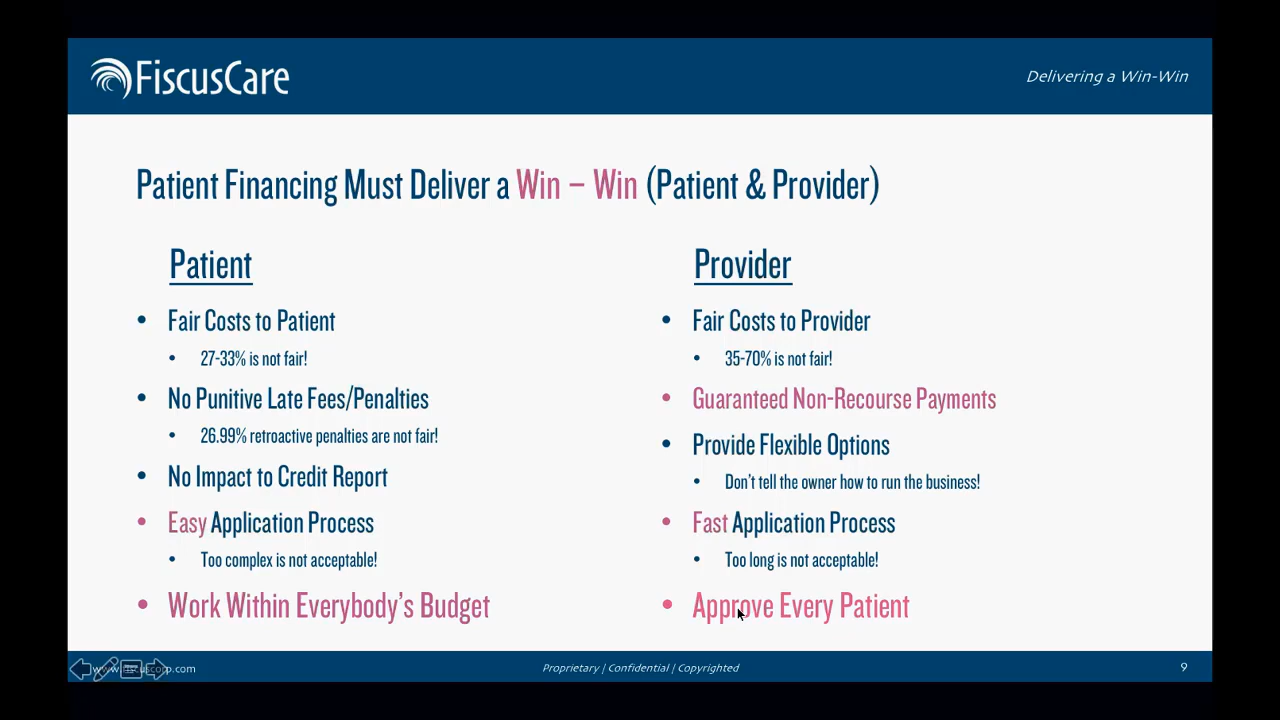 FiscusCare
Delivering a Win-Win
Patient Financing Must Deliver a Win – Win (Patient & Provider)
Patient
• Fair Costs to Patient
• 27-33% is not fair!
• No Punitive Late Fees/Penalties
• 26.99% retroactive penalties are not fair!
• No Impact to Credit Report
• Easy Application Process
• Too complex is not acceptable!
• Work Within Everybody's Budget
Provider
• Fair Costs to Provider
• 35-70% is not fair!
• Guaranteed Non-Recourse Payments
• Provide Flexible Options
• Don't tell the owner how to run the business!
• Fast Application Process
• Too long is not acceptable!
• Approve Every Patient
www.fiscuscorp.com
Proprietary | Confidential | Copyrighted
9